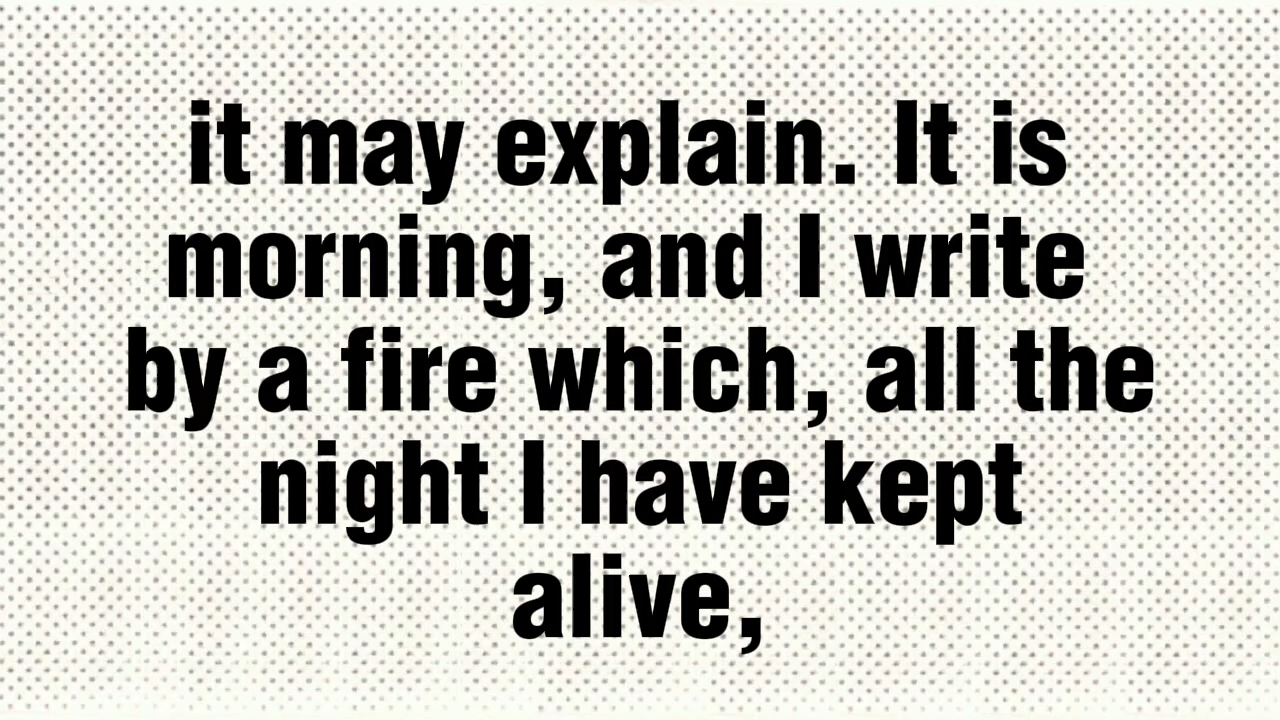 it may explain. It is
morning, and I write
by a fire which, all the
night I have kept
alive,